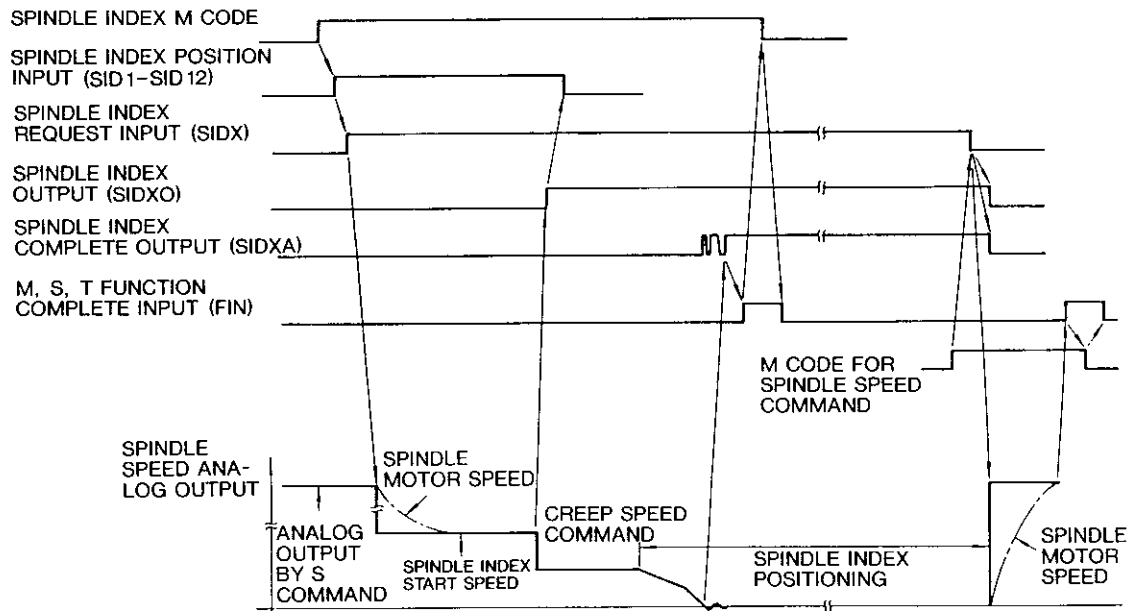 SPINDLE INDEX M CODE
SPINDLE INDEX POSITION
INPUT (SID1–SID12)
SPINDLE INDEX
REQUEST INPUT (SIDX)
SPINDLE INDEX
OUTPUT (SIDXO)
SPINDLE INDEX
COMPLETE OUTPUT (SIDXA)
M, S, T FUNCTION
COMPLETE INPUT (FIN)
M CODE FOR
SPINDLE SPEED
COMMAND
SPINDLE
SPEED ANA-
LOG OUTPUT
SPINDLE
MOTOR SPEED
ANALOG
OUTPUT
BY S
COMMAND
SPINDLE INDEX
START SPEED
CREEP SPEED
COMMAND
SPINDLE INDEX
POSITIONING
SPINDLE
MOTOR
SPEED